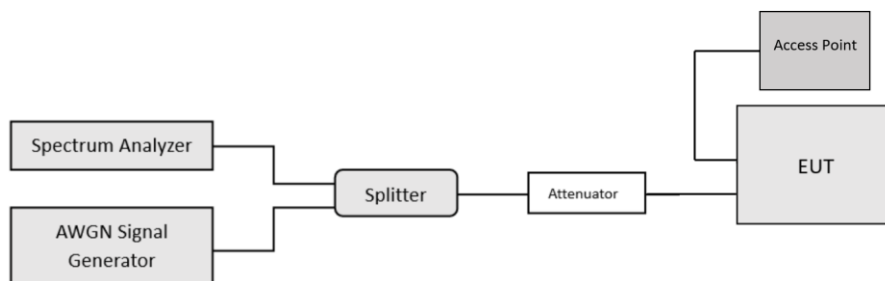 Access Point
Spectrum Analyzer
EUT
Splitter
Attenuator
AWGN Signal
Generator